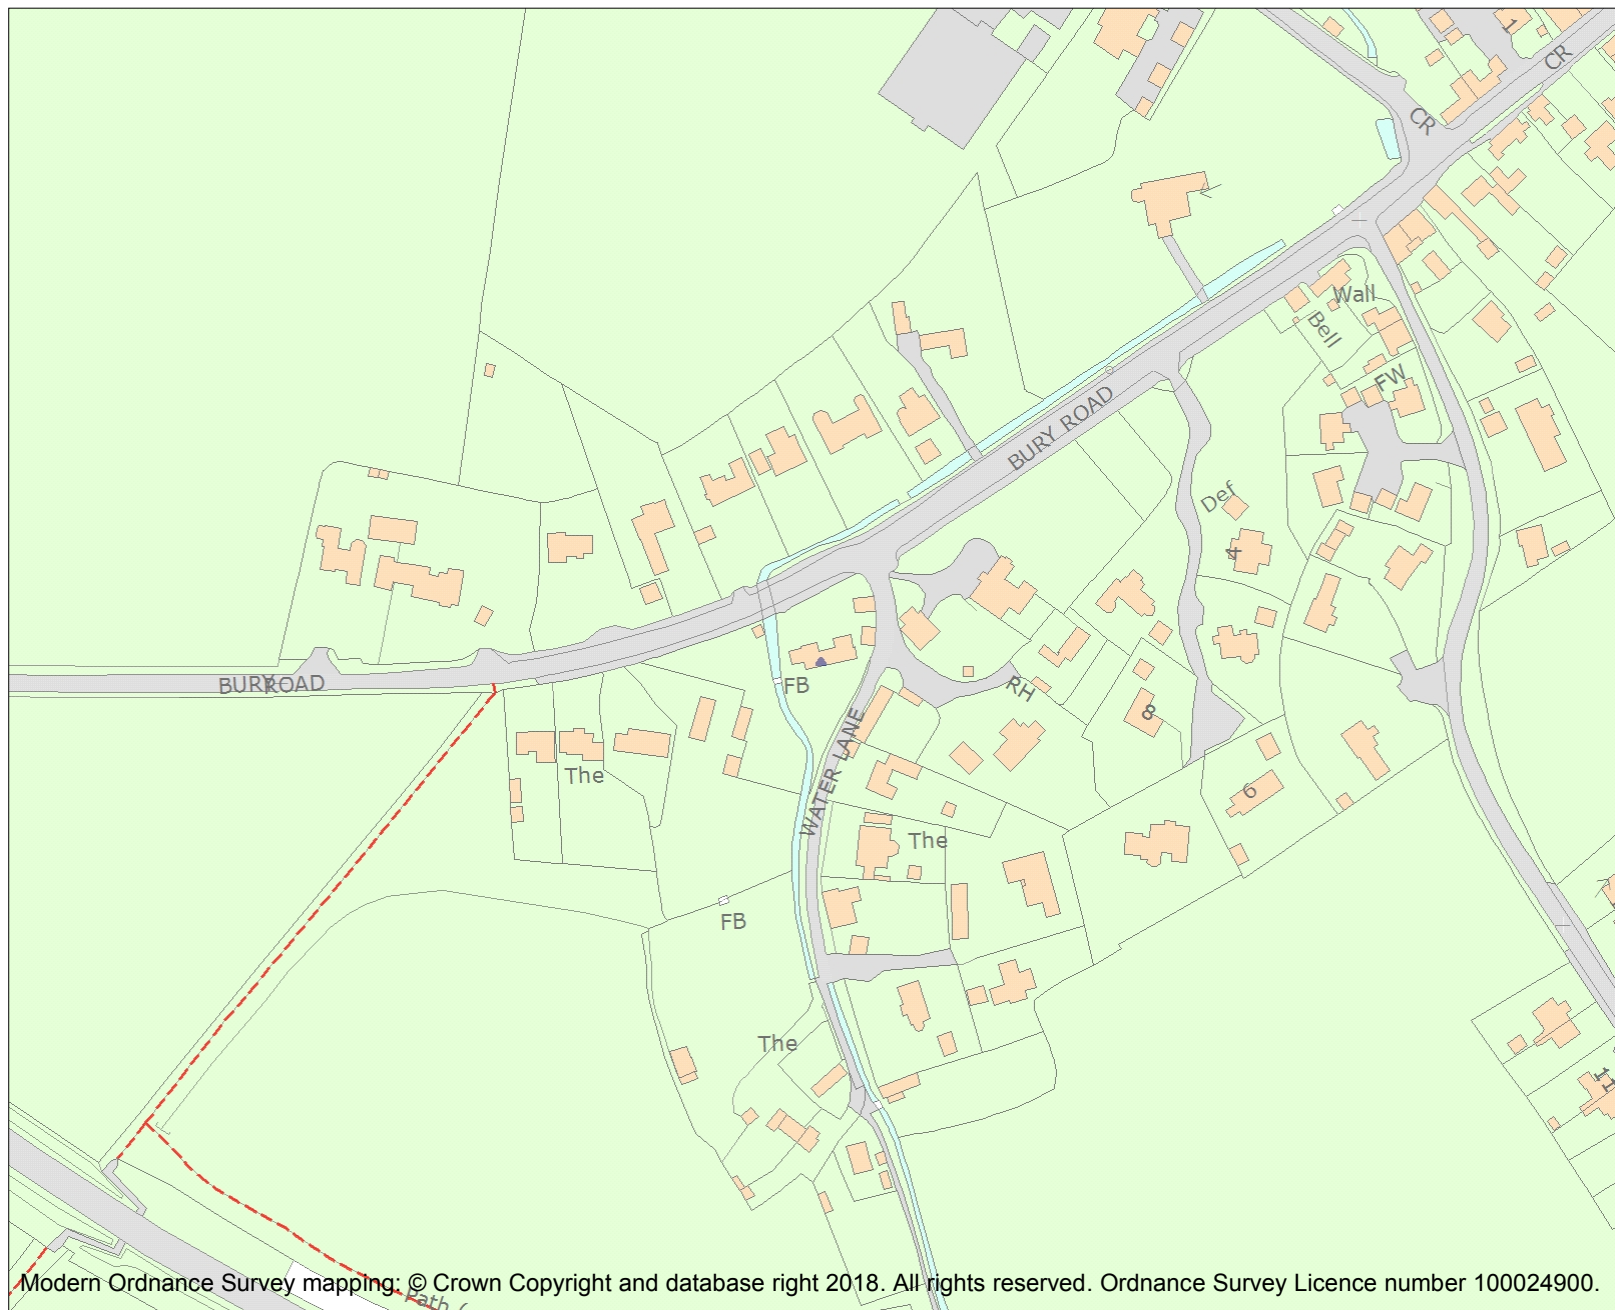 1
CR
CR
Wall
Bell
FW
BURY ROAD
Def
4
BURY ROAD
FB
RH
8
WATER LANE
The
6
The
FB
The
11
Path (
Modern Ordnance Survey mapping: © Crown Copyright and database right 2018. All rights reserved. Ordnance Survey Licence number 100024900.